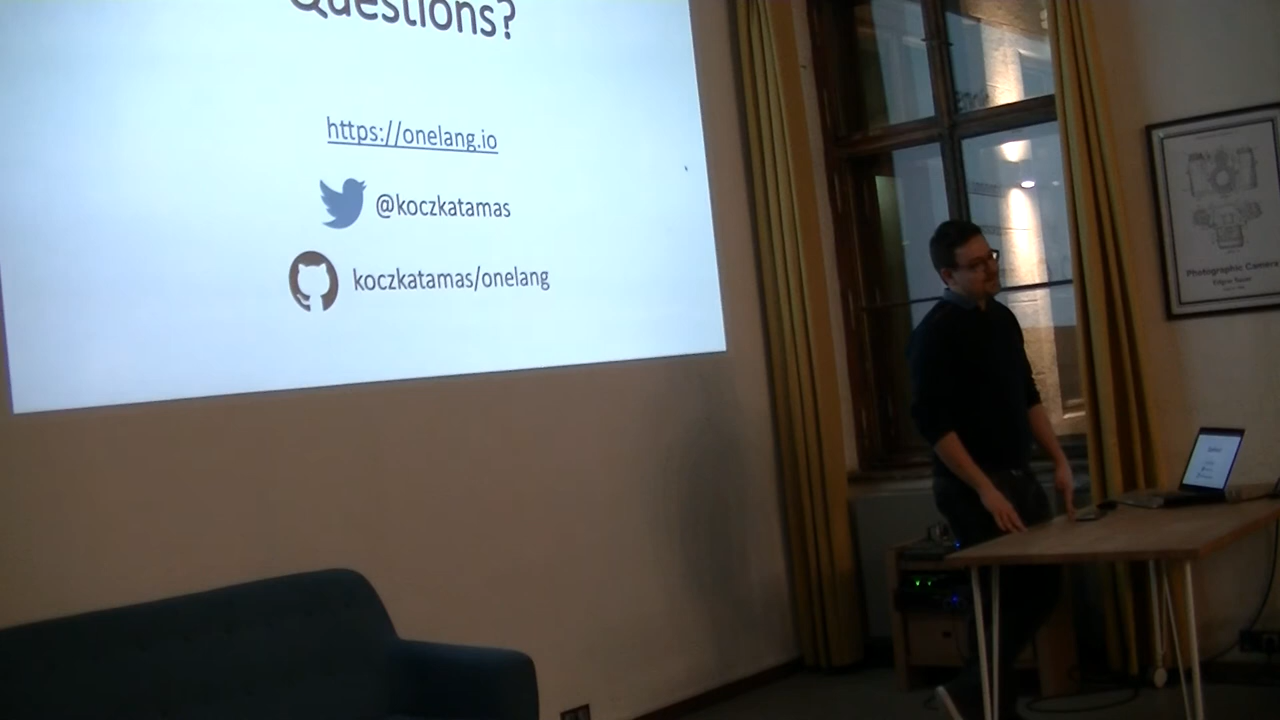 Questions?
https://onelang.io
@koczkatamas
koczkatamas/onelang
Photographic Camera